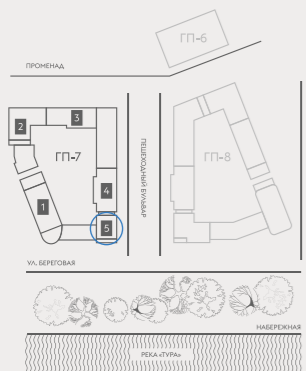 ГП-6
ПРОМЕНАД
2
3
ГП-7
ПЕШЕХОДНЫЙ БУЛЬВАР
ГП-8
4
1
5
УЛ. БЕРЕГОВАЯ
НАБЕРЕЖНАЯ
РЕКА «ТУРА»